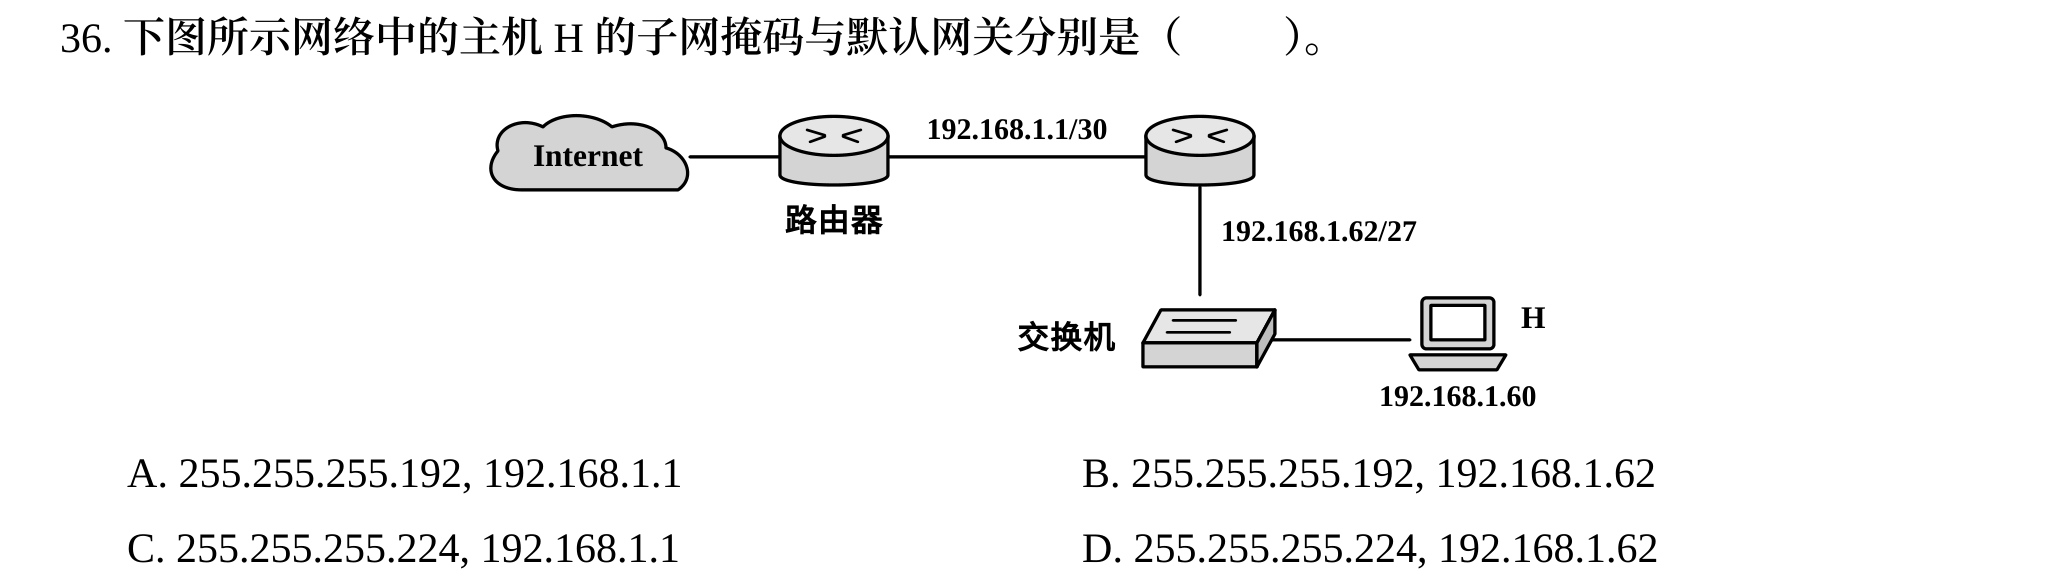 36. 下图所示网络中的主机 H 的子网掩码与默认网关分别是（　　）。
Internet
192.168.1.1/30
路由器
192.168.1.62/27
交换机
H
192.168.1.60
A. 255.255.255.192, 192.168.1.1
B. 255.255.255.192, 192.168.1.62
C. 255.255.255.224, 192.168.1.1
D. 255.255.255.224, 192.168.1.62